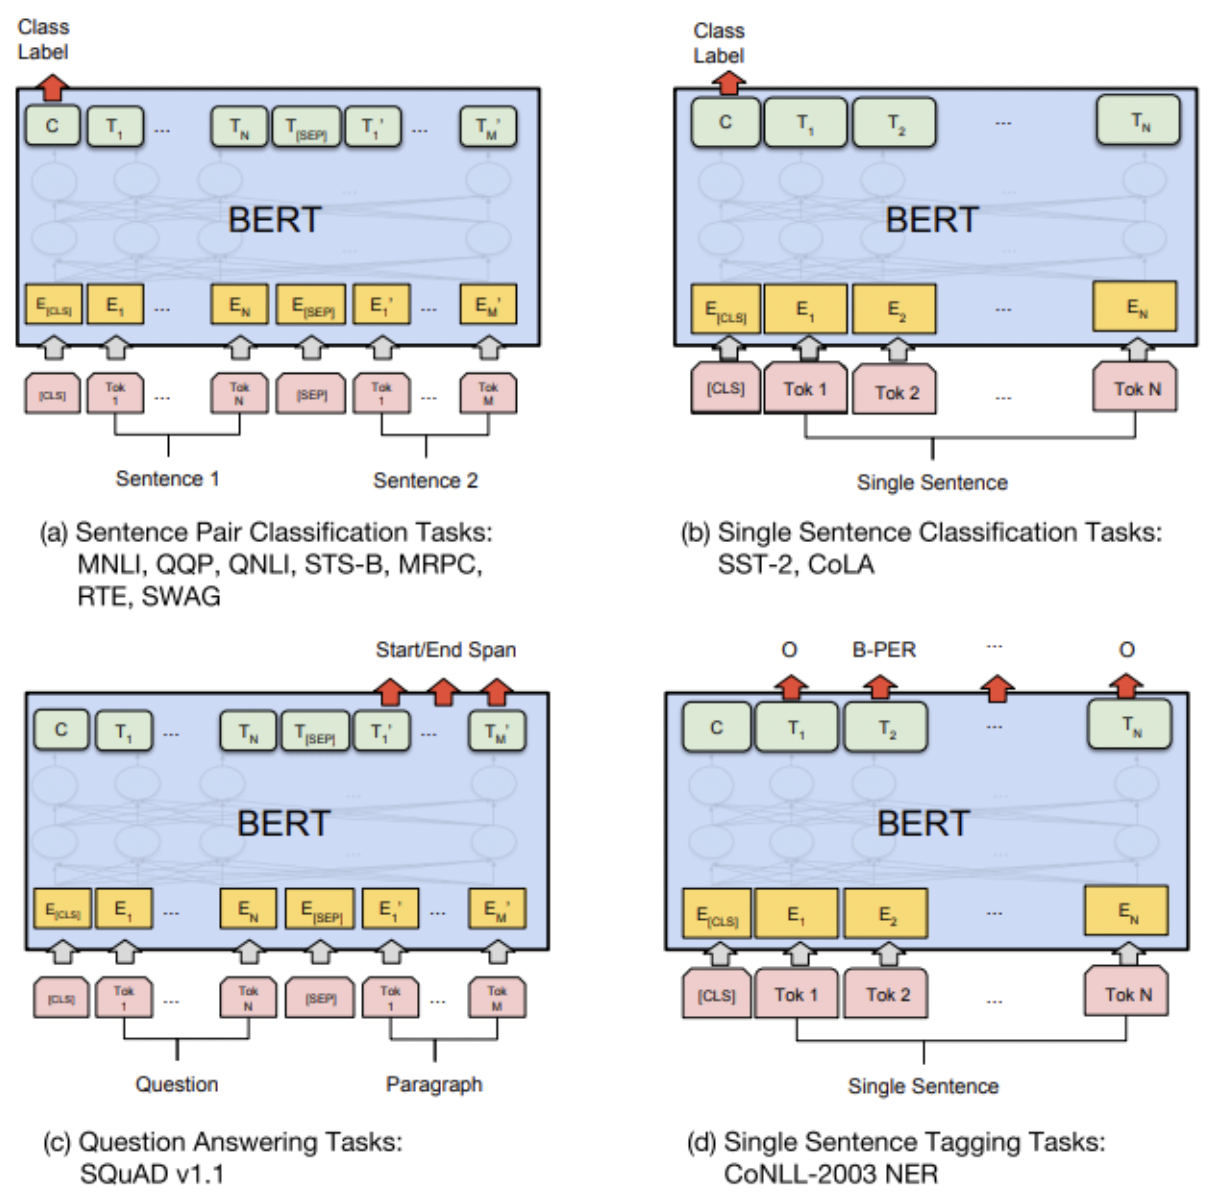 Class
Label
C T1 ... TN T[SEP] T1' ... TM'
...
BERT
...
E[CLS] E1 ... EN E[SEP] E1' ... EM'
[CLS] Tok 1 ... Tok N [SEP] Tok 1 ... Tok M
Sentence 1 Sentence 2
(a) Sentence Pair Classification Tasks:
MNLI, QQP, QNLI, STS-B, MRPC,
RTE, SWAG
Class
Label
C T1 T2 ... TN
...
BERT
...
E[CLS] E1 E2 ... EN
[CLS] Tok 1 Tok 2 ... Tok N
Single Sentence
(b) Single Sentence Classification Tasks:
SST-2, CoLA
Start/End Span
C T1 ... TN T[SEP] T1' ... TM'
...
BERT
...
E[CLS] E1 ... EN E[SEP] E1' ... EM'
[CLS] Tok 1 ... Tok N [SEP] Tok 1 ... Tok M
Question Paragraph
(c) Question Answering Tasks:
SQuAD v1.1
O B-PER ... O
C T1 T2 ... TN
...
BERT
...
E[CLS] E1 E2 ... EN
[CLS] Tok 1 Tok 2 ... Tok N
Single Sentence
(d) Single Sentence Tagging Tasks:
CoNLL-2003 NER